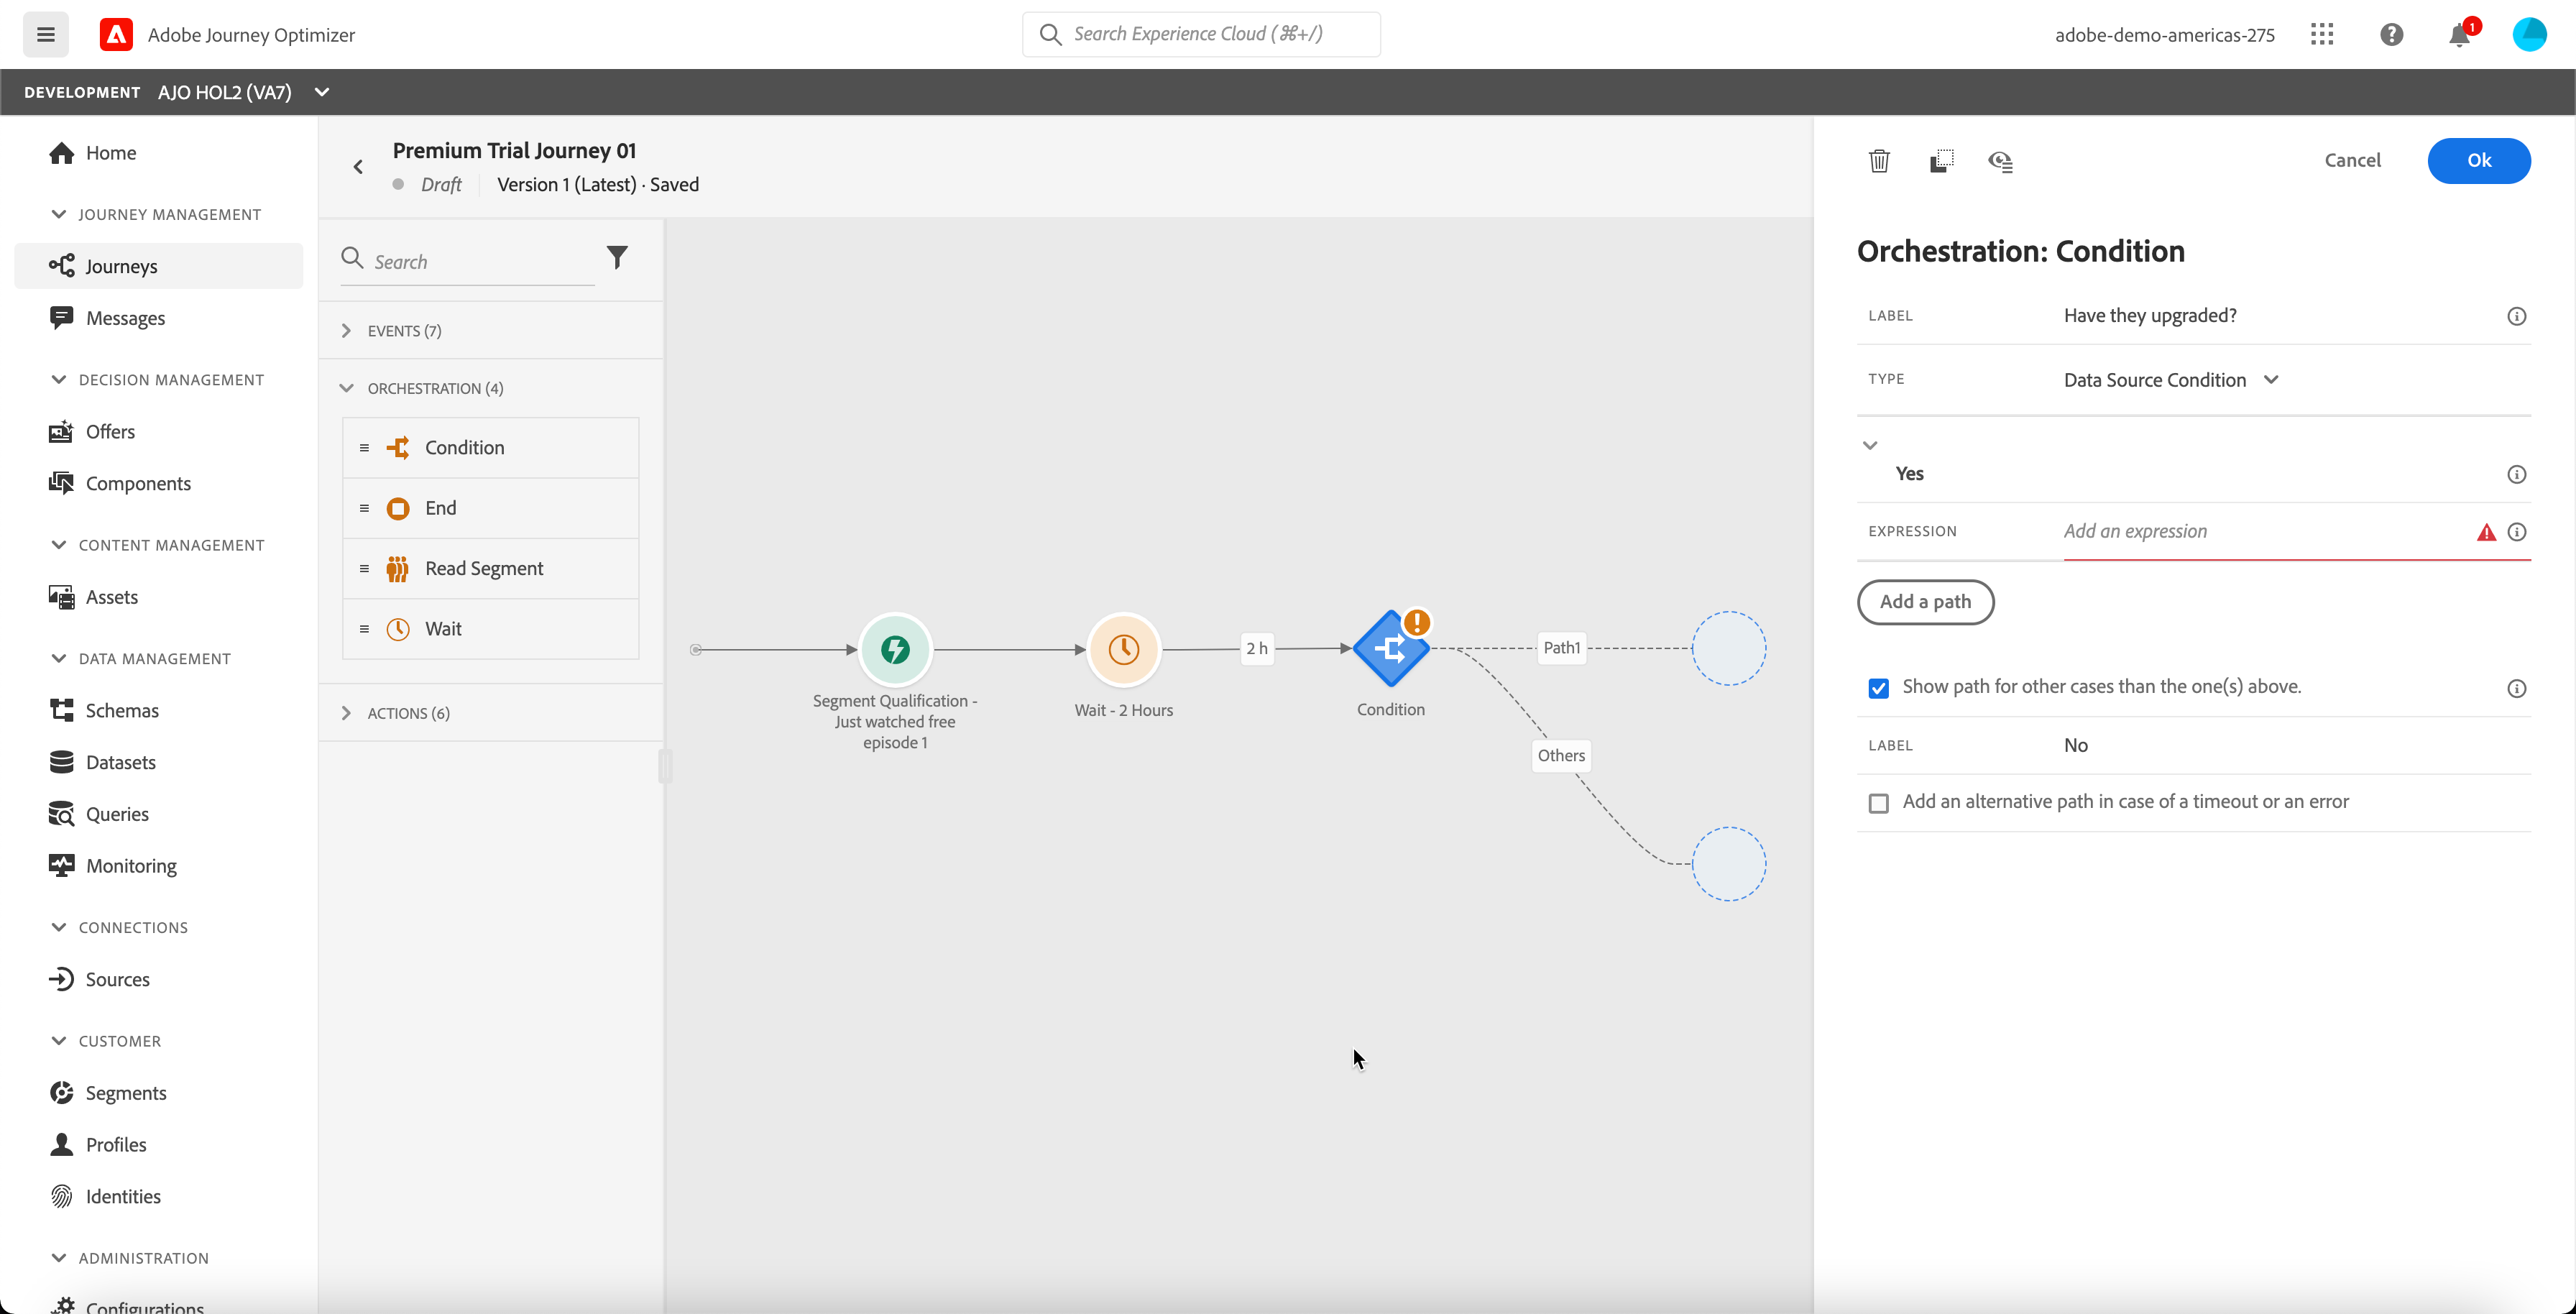 Adobe Journey Optimizer
Search Experience Cloud (⌘+/)
adobe-demo-americas-275
1
DEVELOPMENT AJO HOL2 (VA7)
Home
JOURNEY MANAGEMENT
Journeys
Messages
DECISION MANAGEMENT
Offers
Components
CONTENT MANAGEMENT
Assets
DATA MANAGEMENT
Schemas
Datasets
Queries
Monitoring
CONNECTIONS
Sources
CUSTOMER
Segments
Profiles
Identities
ADMINISTRATION
Configurations
Premium Trial Journey 01
Draft Version 1 (Latest) · Saved
Search
EVENTS (7)
ORCHESTRATION (4)
Condition
End
Read Segment
Wait
ACTIONS (6)
Segment Qualification -
Just watched free
episode 1
Wait - 2 Hours
2 h
Condition
Path1
Others
Cancel
Ok
Orchestration: Condition
LABEL Have they upgraded?
TYPE Data Source Condition
Yes
EXPRESSION Add an expression
Add a path
Show path for other cases than the one(s) above.
LABEL No
Add an alternative path in case of a timeout or an error